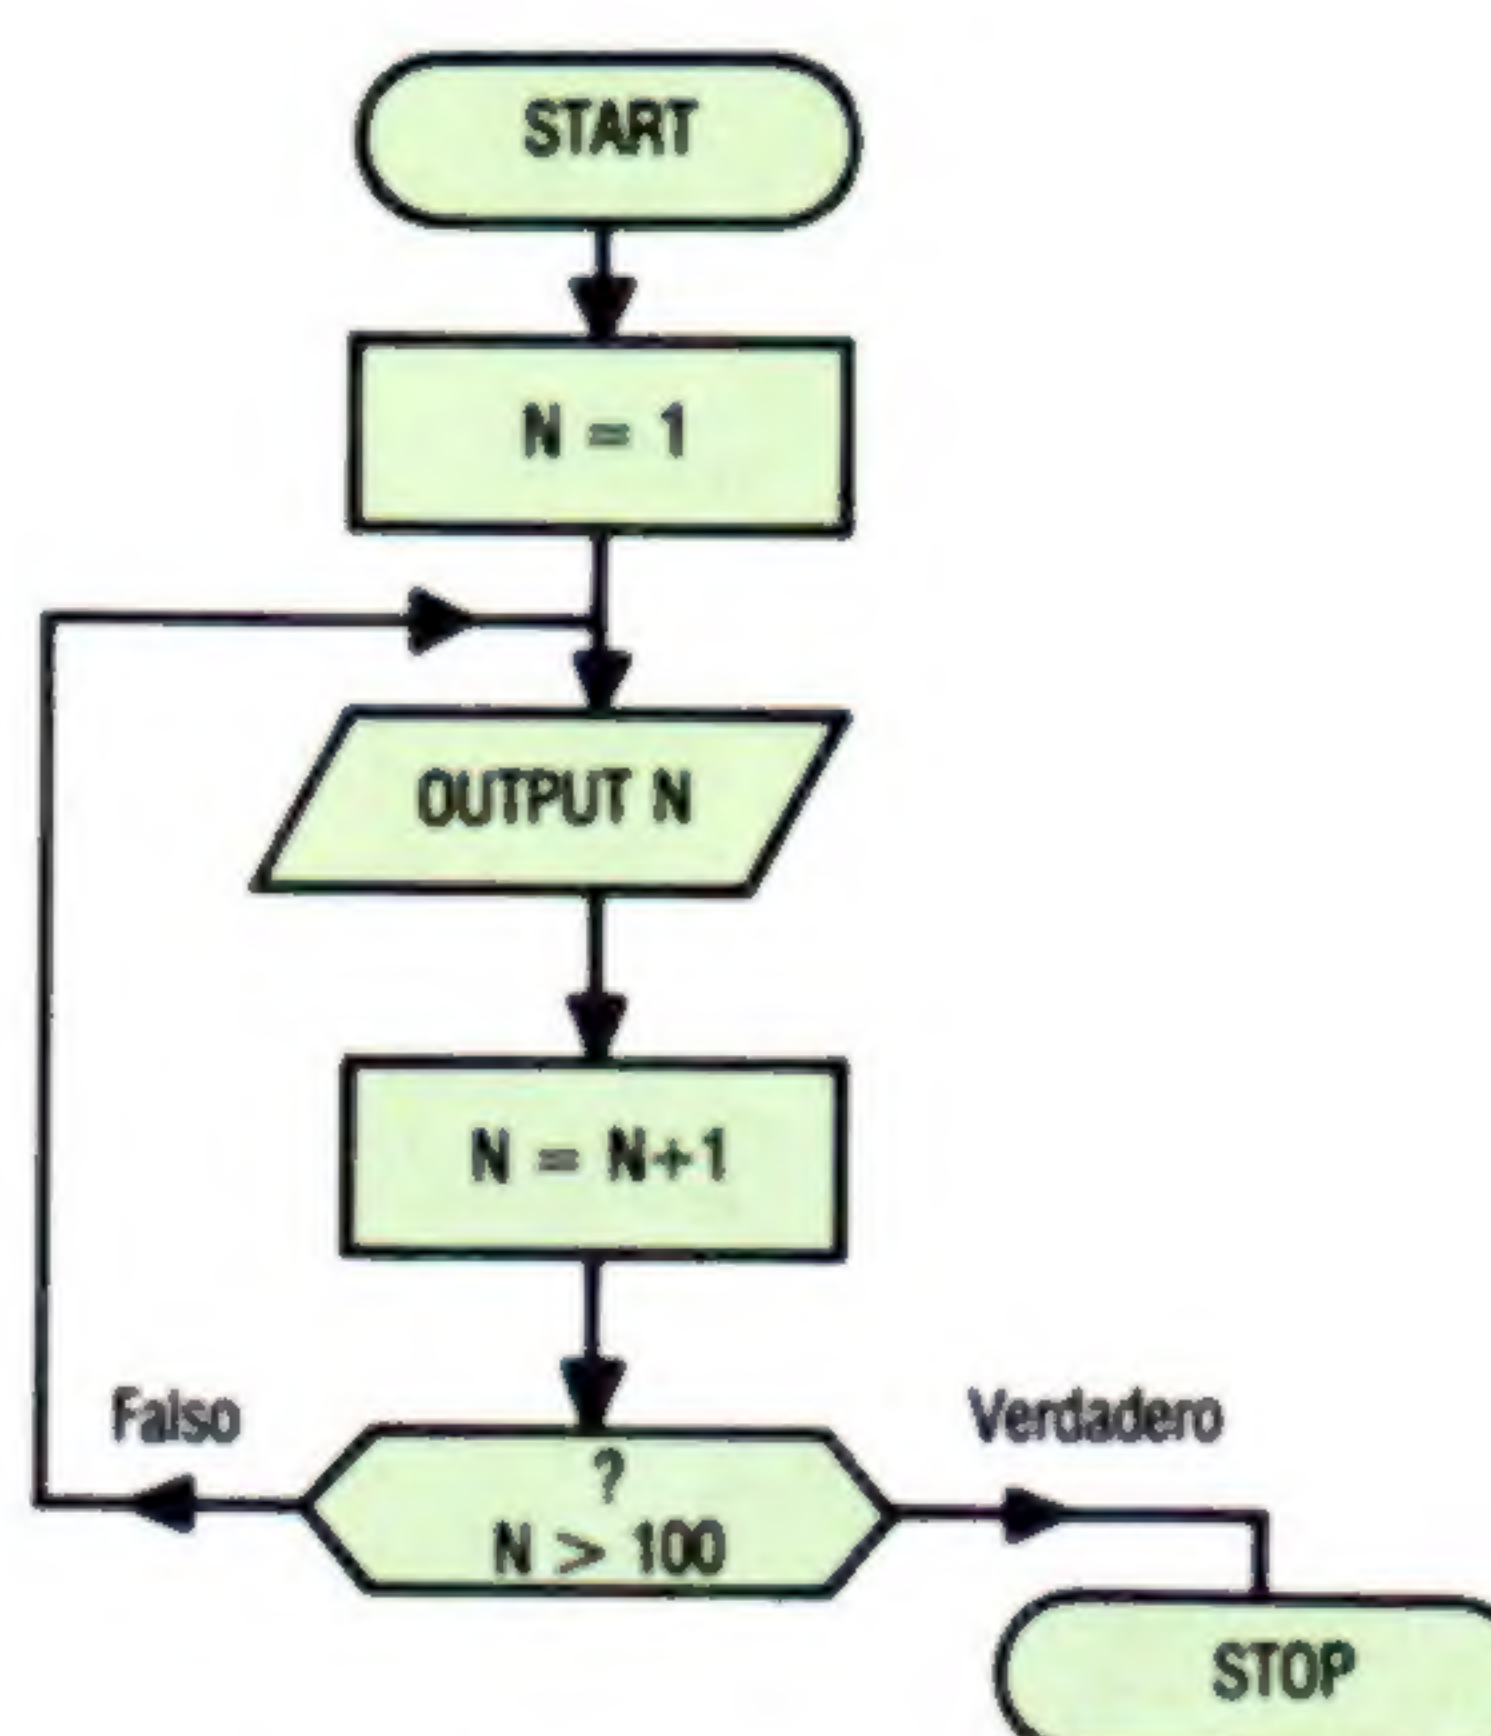 START
N = 1
OUTPUT N
N = N+1
Falso
Verdadero
?
N > 100
STOP